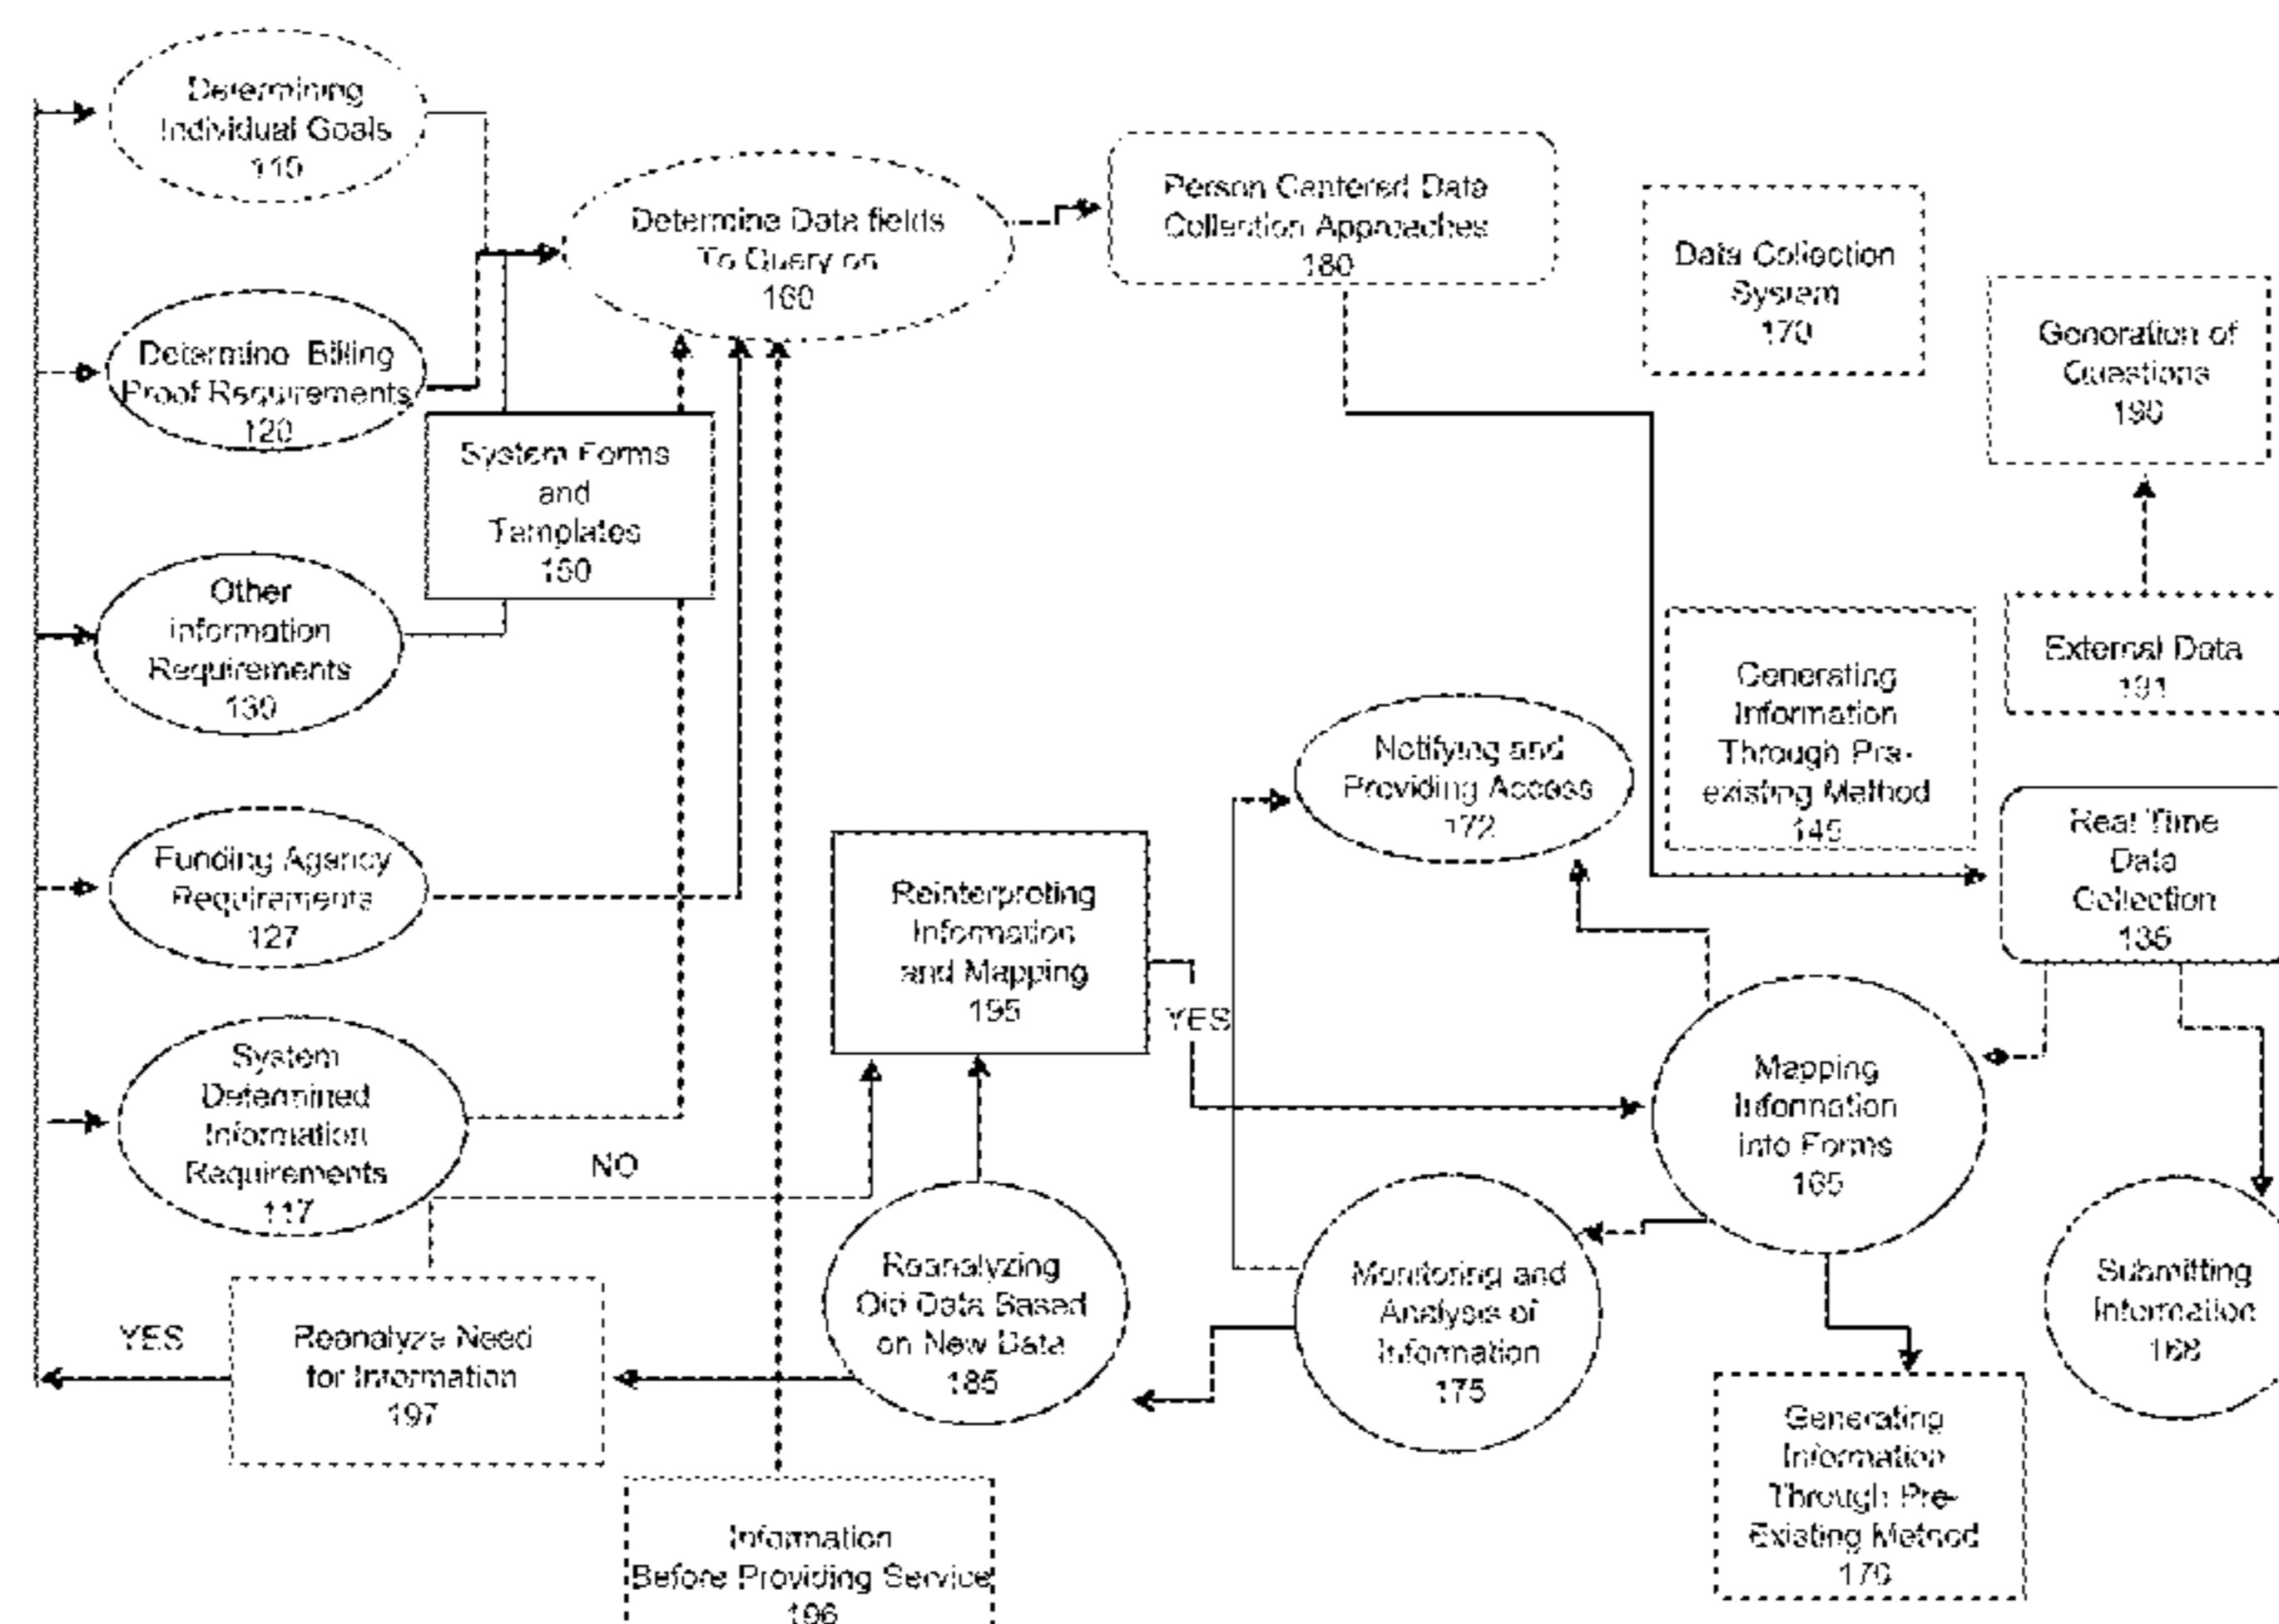 Determining
Individual Goals
110
Determine Billing
Proof Requirements
120
Other
information
Requirements
130
Funding Agency
Requirements
127
System
Determined
Information
Requirements
117
YES
Reanalyze Need
for Information
197
NO
System Forms
and
Templates
150
Determine Data fields
To Query on
160
Person Centered Data
Collection Approaches
180
Data Collection
System
170
Generation of
Questions
190
External Data
191
Generating
Information
Through Pre-
existing Method
145
Real Time
Data
Collection
135
Notifying and
Providing Access
172
Reinterpreting
Information
and Mapping
195
YES
Mapping
Information
into Forms
165
Submitting
Information
168
Monitoring and
Analysis of
Information
175
Reanalyzing
Old Data Based
on New Data
185
Generating
Information
Through Pre-
Existing Method
170
Information
Before Providing Service
196